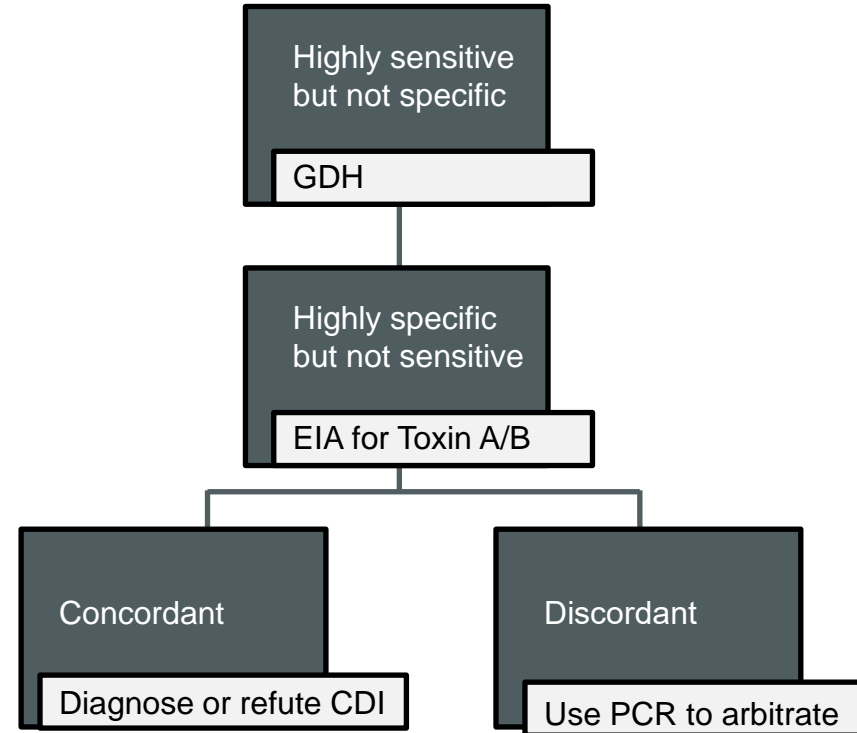 Highly sensitive
but not specific
GDH
Highly specific
but not sensitive
EIA for Toxin A/B
Concordant
Diagnose or refute CDI
Discordant
Use PCR to arbitrate